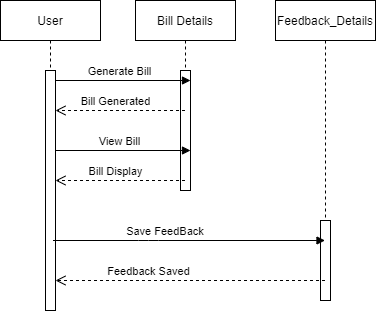 User
Bill Details
Feedback_Details
Generate Bill
Bill Generated
View Bill
Bill Display
Save FeedBack
Feedback Saved